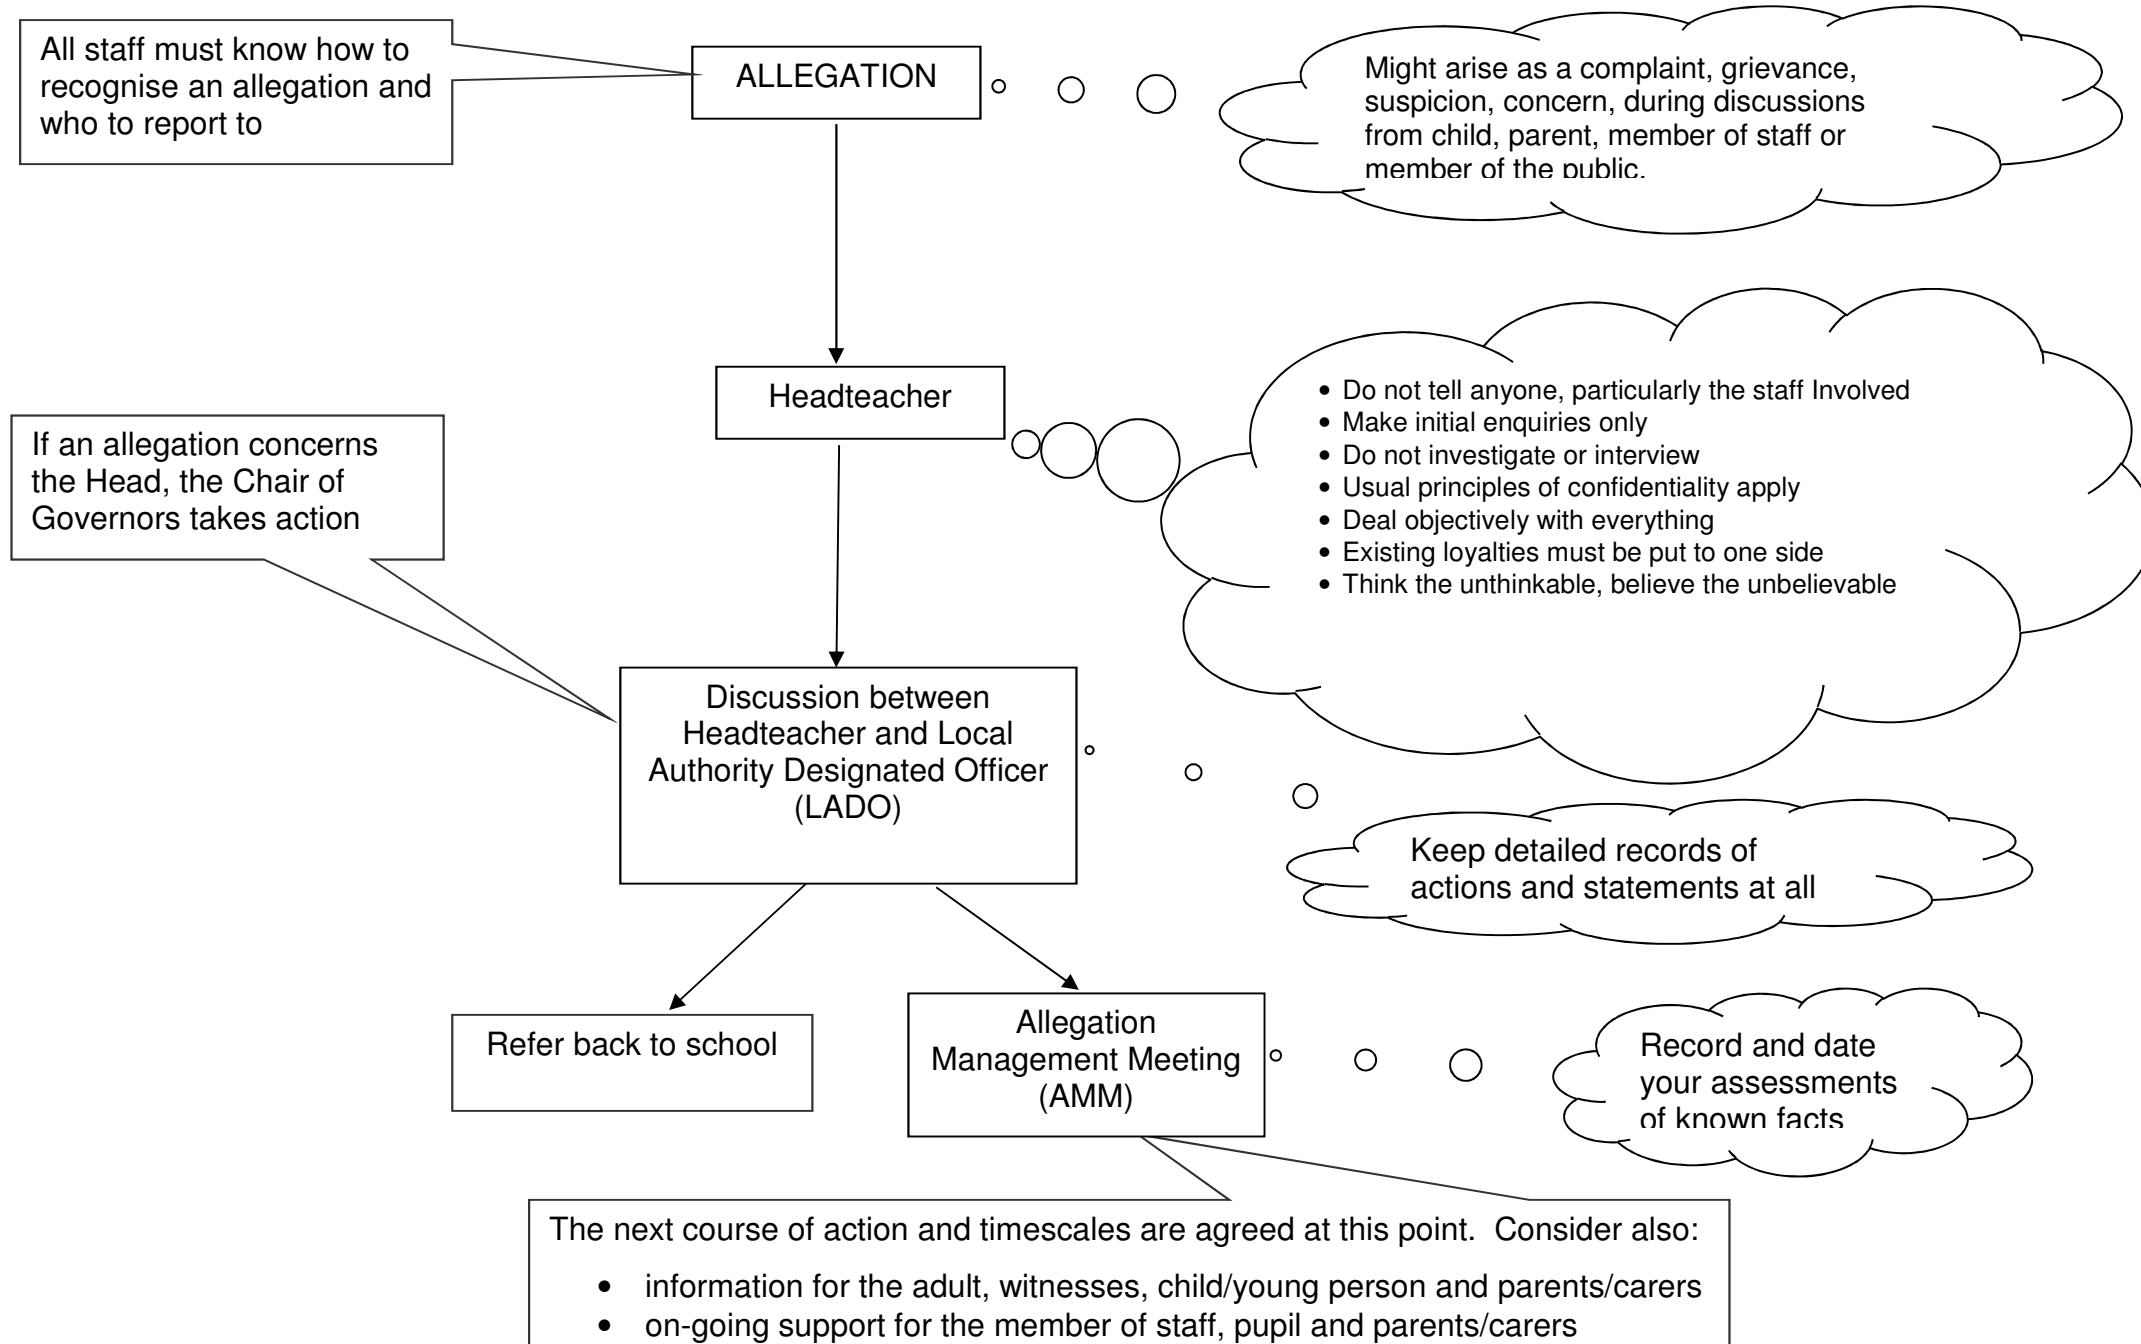 All staff must know how to
recognise an allegation and
who to report to
ALLEGATION
Might arise as a complaint, grievance,
suspicion, concern, during discussions
from child, parent, member of staff or
member of the public.
Headteacher
• Do not tell anyone, particularly the staff Involved
• Make initial enquiries only
• Do not investigate or interview
• Usual principles of confidentiality apply
• Deal objectively with everything
• Existing loyalties must be put to one side
• Think the unthinkable, believe the unbelievable
If an allegation concerns
the Head, the Chair of
Governors takes action
Discussion between
Headteacher and Local
Authority Designated Officer
(LADO)
Keep detailed records of
actions and statements at all
Refer back to school
Allegation
Management Meeting
(AMM)
Record and date
your assessments
of known facts
The next course of action and timescales are agreed at this point.  Consider also:
• information for the adult, witnesses, child/young person and parents/carers
• on-going support for the member of staff, pupil and parents/carers